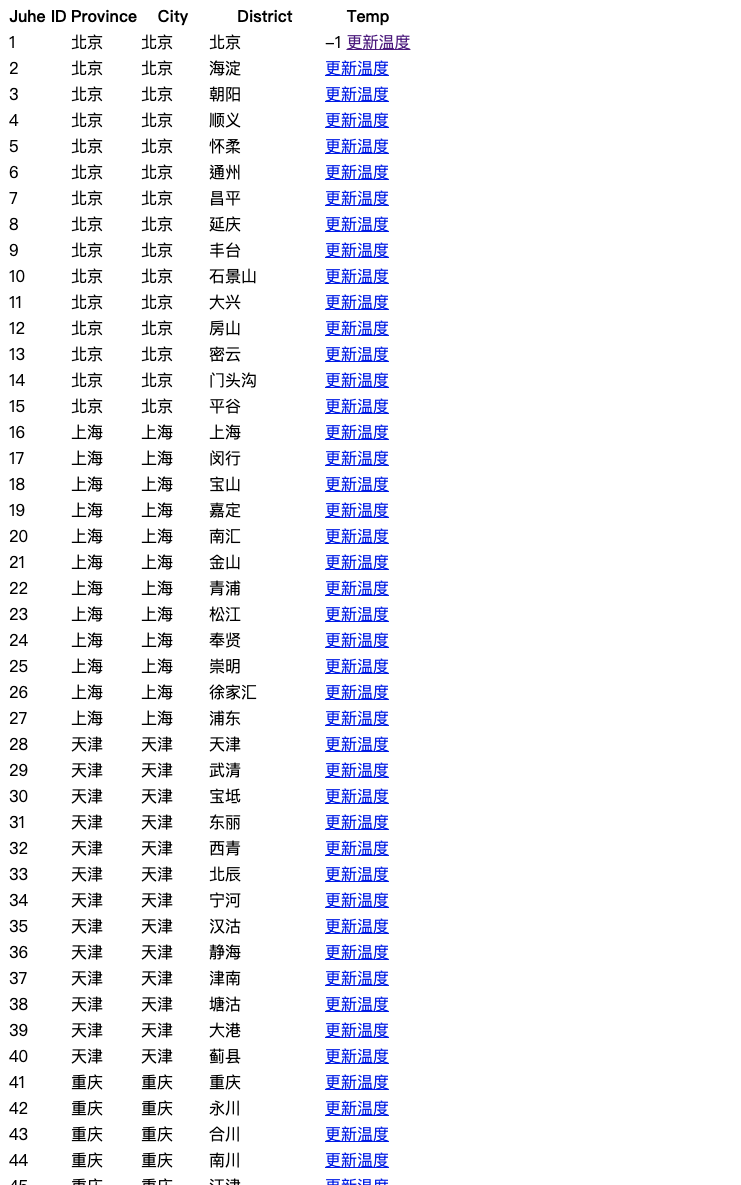 Juhe ID Province City District Temp
1 北京 北京 北京 -1 更新温度
2 北京 北京 海淀 更新温度
3 北京 北京 朝阳 更新温度
4 北京 北京 顺义 更新温度
5 北京 北京 怀柔 更新温度
6 北京 北京 通州 更新温度
7 北京 北京 昌平 更新温度
8 北京 北京 延庆 更新温度
9 北京 北京 丰台 更新温度
10 北京 北京 石景山 更新温度
11 北京 北京 大兴 更新温度
12 北京 北京 房山 更新温度
13 北京 北京 密云 更新温度
14 北京 北京 门头沟 更新温度
15 北京 北京 平谷 更新温度
16 上海 上海 上海 更新温度
17 上海 上海 闵行 更新温度
18 上海 上海 宝山 更新温度
19 上海 上海 嘉定 更新温度
20 上海 上海 南汇 更新温度
21 上海 上海 金山 更新温度
22 上海 上海 青浦 更新温度
23 上海 上海 松江 更新温度
24 上海 上海 奉贤 更新温度
25 上海 上海 崇明 更新温度
26 上海 上海 徐家汇 更新温度
27 上海 上海 浦东 更新温度
28 天津 天津 天津 更新温度
29 天津 天津 武清 更新温度
30 天津 天津 宝坻 更新温度
31 天津 天津 东丽 更新温度
32 天津 天津 西青 更新温度
33 天津 天津 北辰 更新温度
34 天津 天津 宁河 更新温度
35 天津 天津 汉沽 更新温度
36 天津 天津 静海 更新温度
37 天津 天津 津南 更新温度
38 天津 天津 塘沽 更新温度
39 天津 天津 大港 更新温度
40 天津 天津 蓟县 更新温度
41 重庆 重庆 重庆 更新温度
42 重庆 重庆 永川 更新温度
43 重庆 重庆 合川 更新温度
44 重庆 重庆 南川 更新温度
45 重庆 重庆 江津 更新温度